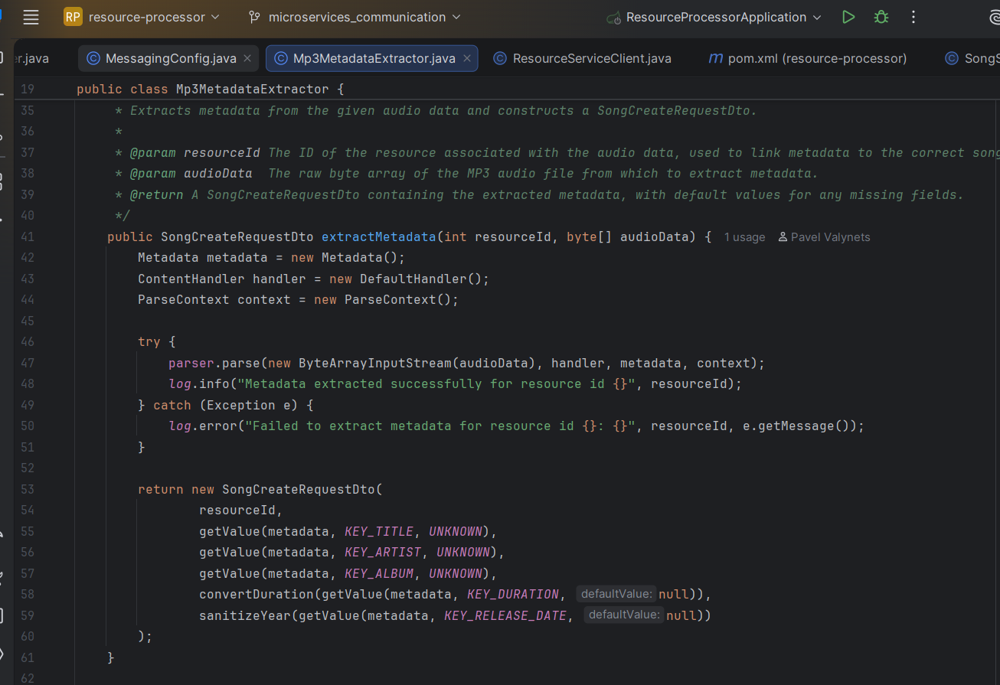 RP resource-processor microservices_communication ResourceProcessorApplication
er.java MessagingConfig.java Mp3MetadataExtractor.java ResourceServiceClient.java pom.xml (resource-processor) SongS
19 public class Mp3MetadataExtractor {
35 * Extracts metadata from the given audio data and constructs a SongCreateRequestDto.
36 *
37 * @param resourceId The ID of the resource associated with the audio data, used to link metadata to the correct song
38 * @param audioData  The raw byte array of the MP3 audio file from which to extract metadata.
39 * @return A SongCreateRequestDto containing the extracted metadata, with default values for any missing fields.
40 */
41 public SongCreateRequestDto extractMetadata(int resourceId, byte[] audioData) { 1 usage Pavel Valynets
42 Metadata metadata = new Metadata();
43 ContentHandler handler = new DefaultHandler();
44 ParseContext context = new ParseContext();
45
46 try {
47 parser.parse(new ByteArrayInputStream(audioData), handler, metadata, context);
48 log.info("Metadata extracted successfully for resource id {}", resourceId);
49 } catch (Exception e) {
50 log.error("Failed to extract metadata for resource id {}: {}", resourceId, e.getMessage());
51 }
52
53 return new SongCreateRequestDto(
54 resourceId,
55 getValue(metadata, KEY_TITLE, UNKNOWN),
56 getValue(metadata, KEY_ARTIST, UNKNOWN),
57 getValue(metadata, KEY_ALBUM, UNKNOWN),
58 convertDuration(getValue(metadata, KEY_DURATION, defaultValue: null)),
59 sanitizeYear(getValue(metadata, KEY_RELEASE_DATE, defaultValue: null))
60 );
61 }
62